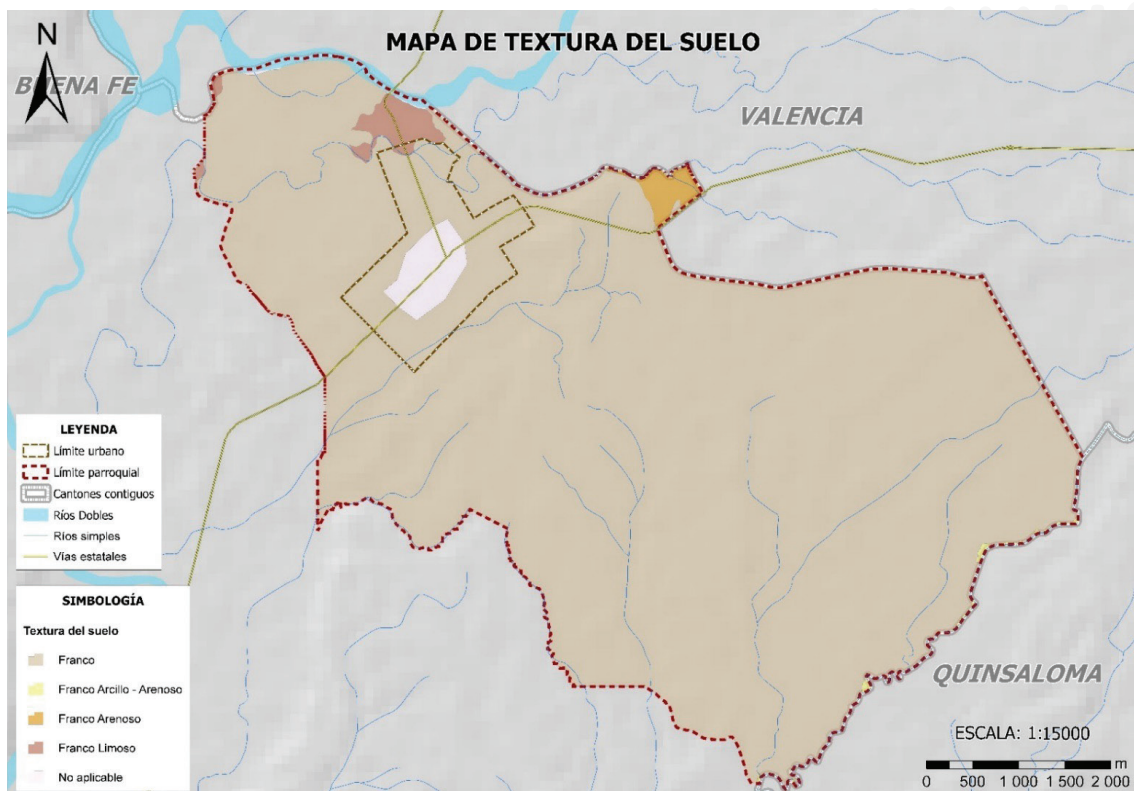 MAPA DE TEXTURA DEL SUELO
N
BUENA FE
VALENCIA
LEYENDA
Límite urbano
Límite parroquial
Cantones contiguos
Ríos Dobles
Ríos simples
Vías estatales
SIMBOLOGÍA
Textura del suelo
Franco
Franco Arcillo - Arenoso
Franco Arenoso
Franco Limoso
No aplicable
QUINSALOMA
ESCALA: 1:15000
m
0 500 1 000 1 500 2 000